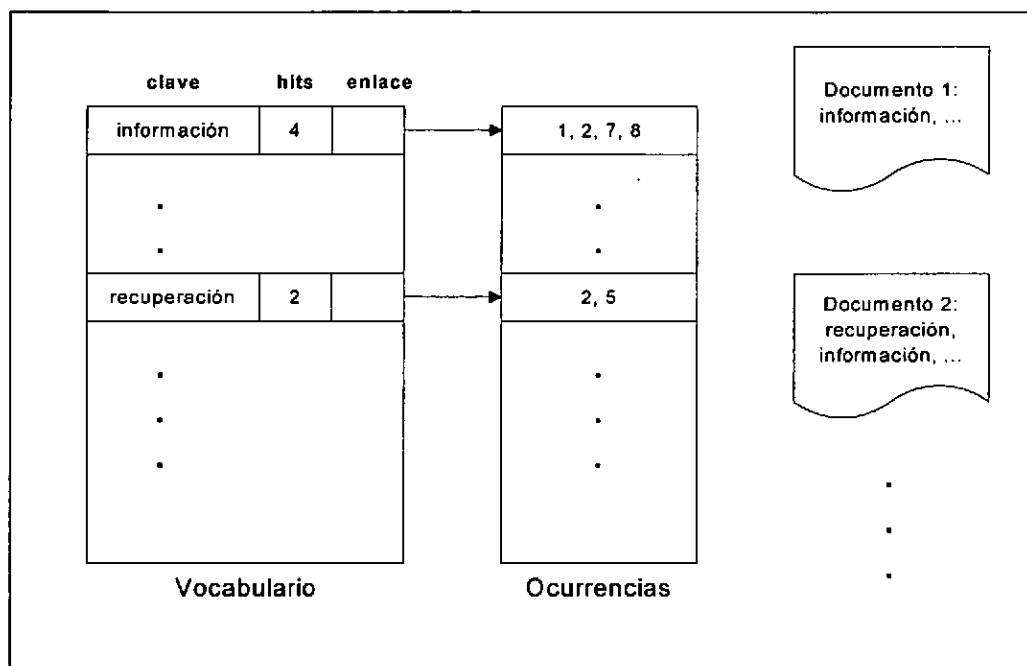 clave hits enlace
información 4
1, 2, 7, 8
recuperación 2
2, 5
Vocabulario
Ocurrencias
Documento 1:
información, ...
Documento 2:
recuperación,
información, ...